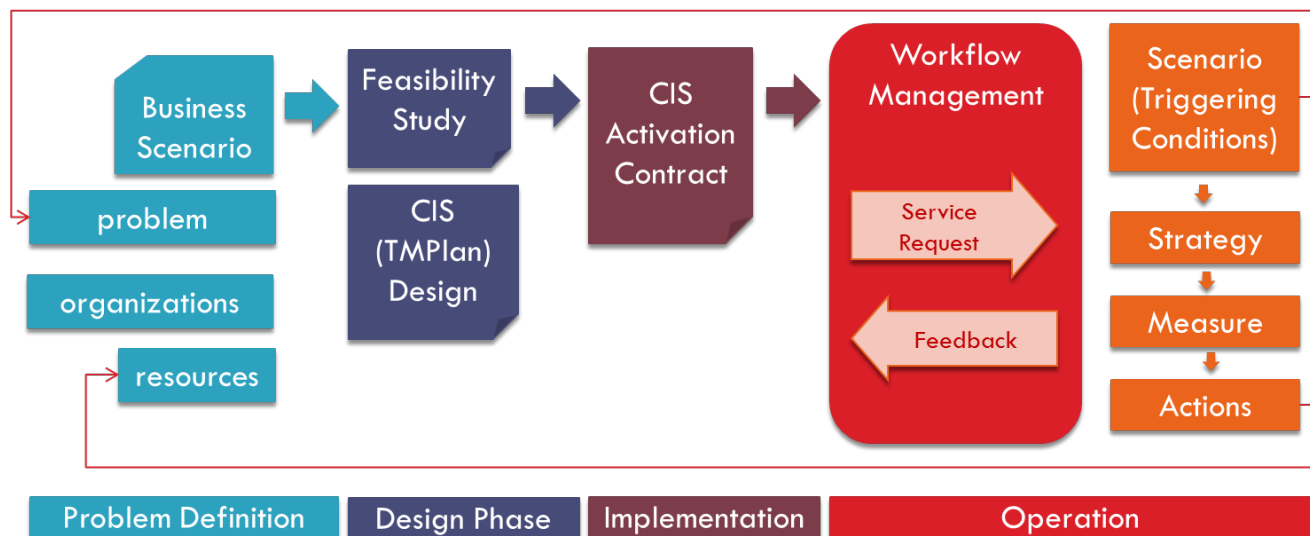 Business
Scenario
problem
organizations
resources
Feasibility
Study
CIS
(TMPlan)
Design
CIS
Activation
Contract
Workflow
Management
Service
Request
Feedback
Scenario
(Triggering
Conditions)
Strategy
Measure
Actions
Problem Definition
Design Phase
Implementation
Operation